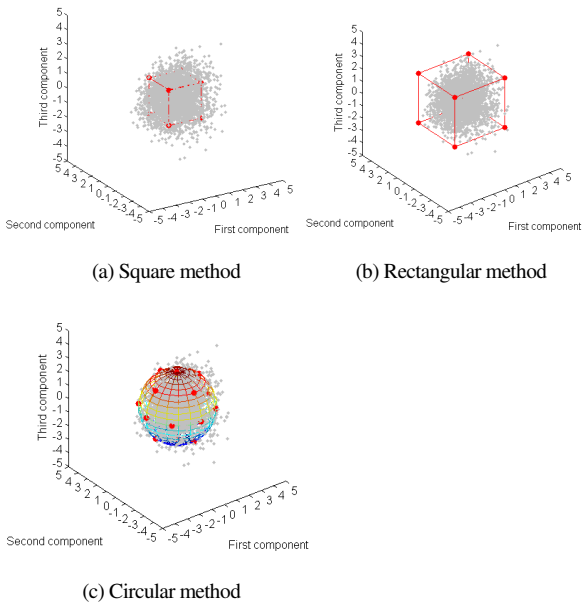 5
4
3
2
1
0
-1
-2
-3
-4
-5
Third component
5 4 3 2 1 0 -1 -2 -3 -4 -5
Second component
-5 -4 -3 -2 -1 0 1 2 3 4 5
First component
(a) Square method
5
4
3
2
1
0
-1
-2
-3
-4
-5
Third component
5 4 3 2 1 0 -1 -2 -3 -4 -5
Second component
-5 -4 -3 -2 -1 0 1 2 3 4 5
First component
(b) Rectangular method
5
4
3
2
1
0
-1
-2
-3
-4
-5
Third component
5 4 3 2 1 0 -1 -2 -3 -4 -5
Second component
-5 -4 -3 -2 -1 0 1 2 3 4 5
First component
(c) Circular method